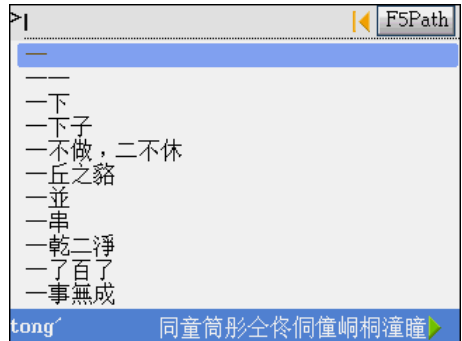 >| F5Path
一
一一
一下
一下子
一不做，二不休
一丘之貉
一並
一串
一乾二淨
一了百了
一事無成
tongˊ 同童筒彤仝佟侗僮峒桐潼瞳